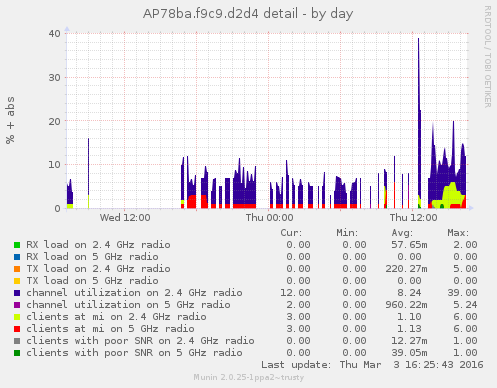 AP78ba.f9c9.d2d4 detail - by day
RRDTOOL / TOBI OETIKER
% + abs
40
30
20
10
0
Wed 12:00 Thu 00:00 Thu 12:00
Cur: Min: Avg: Max:
RX load on 2.4 GHz radio 0.00 0.00 57.65m 2.00
RX load on 5 GHz radio 0.00 0.00 0.00 0.00
TX load on 2.4 GHz radio 0.00 0.00 220.27m 5.00
TX load on 5 GHz radio 0.00 0.00 0.00 0.00
channel utilization on 2.4 GHz radio 12.00 0.00 8.24 39.00
channel utilization on 5 GHz radio 2.00 0.00 960.22m 5.24
clients at mi on 2.4 GHz radio 3.00 0.00 1.10 6.00
clients at mi on 5 GHz radio 3.00 0.00 1.13 6.00
clients with poor SNR on 2.4 GHz radio 0.00 0.00 12.27m 1.00
clients with poor SNR on 5 GHz radio 0.00 0.00 39.05m 1.00
Last update: Thu Mar 3 16:25:43 2016
Munin 2.0.25-1ppa2~trusty